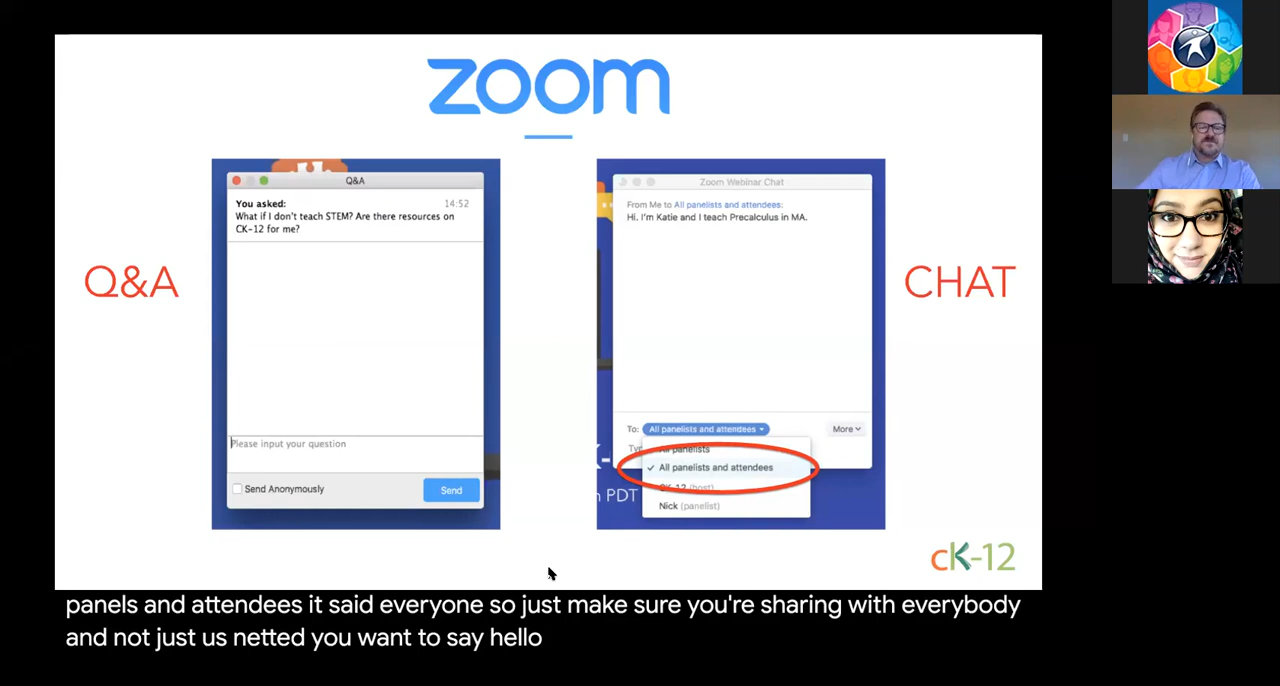 zoom
Q&A
Q&A
You asked:
14:52
What if I don't teach STEM? Are there resources on
CK-12 for me?
Please input your question
Send Anonymously
Send
CHAT
Zoom Webinar Chat
From Me to All panelists and attendees:
Hi. I'm Katie and I teach Precalculus in MA.
To: All panelists and attendees
More
All panelists
All panelists and attendees
CK-12 (host)
Nick (panelist)
PDT
cK-12
panels and attendees it said everyone so just make sure you're sharing with everybody
and not just us netted you want to say hello